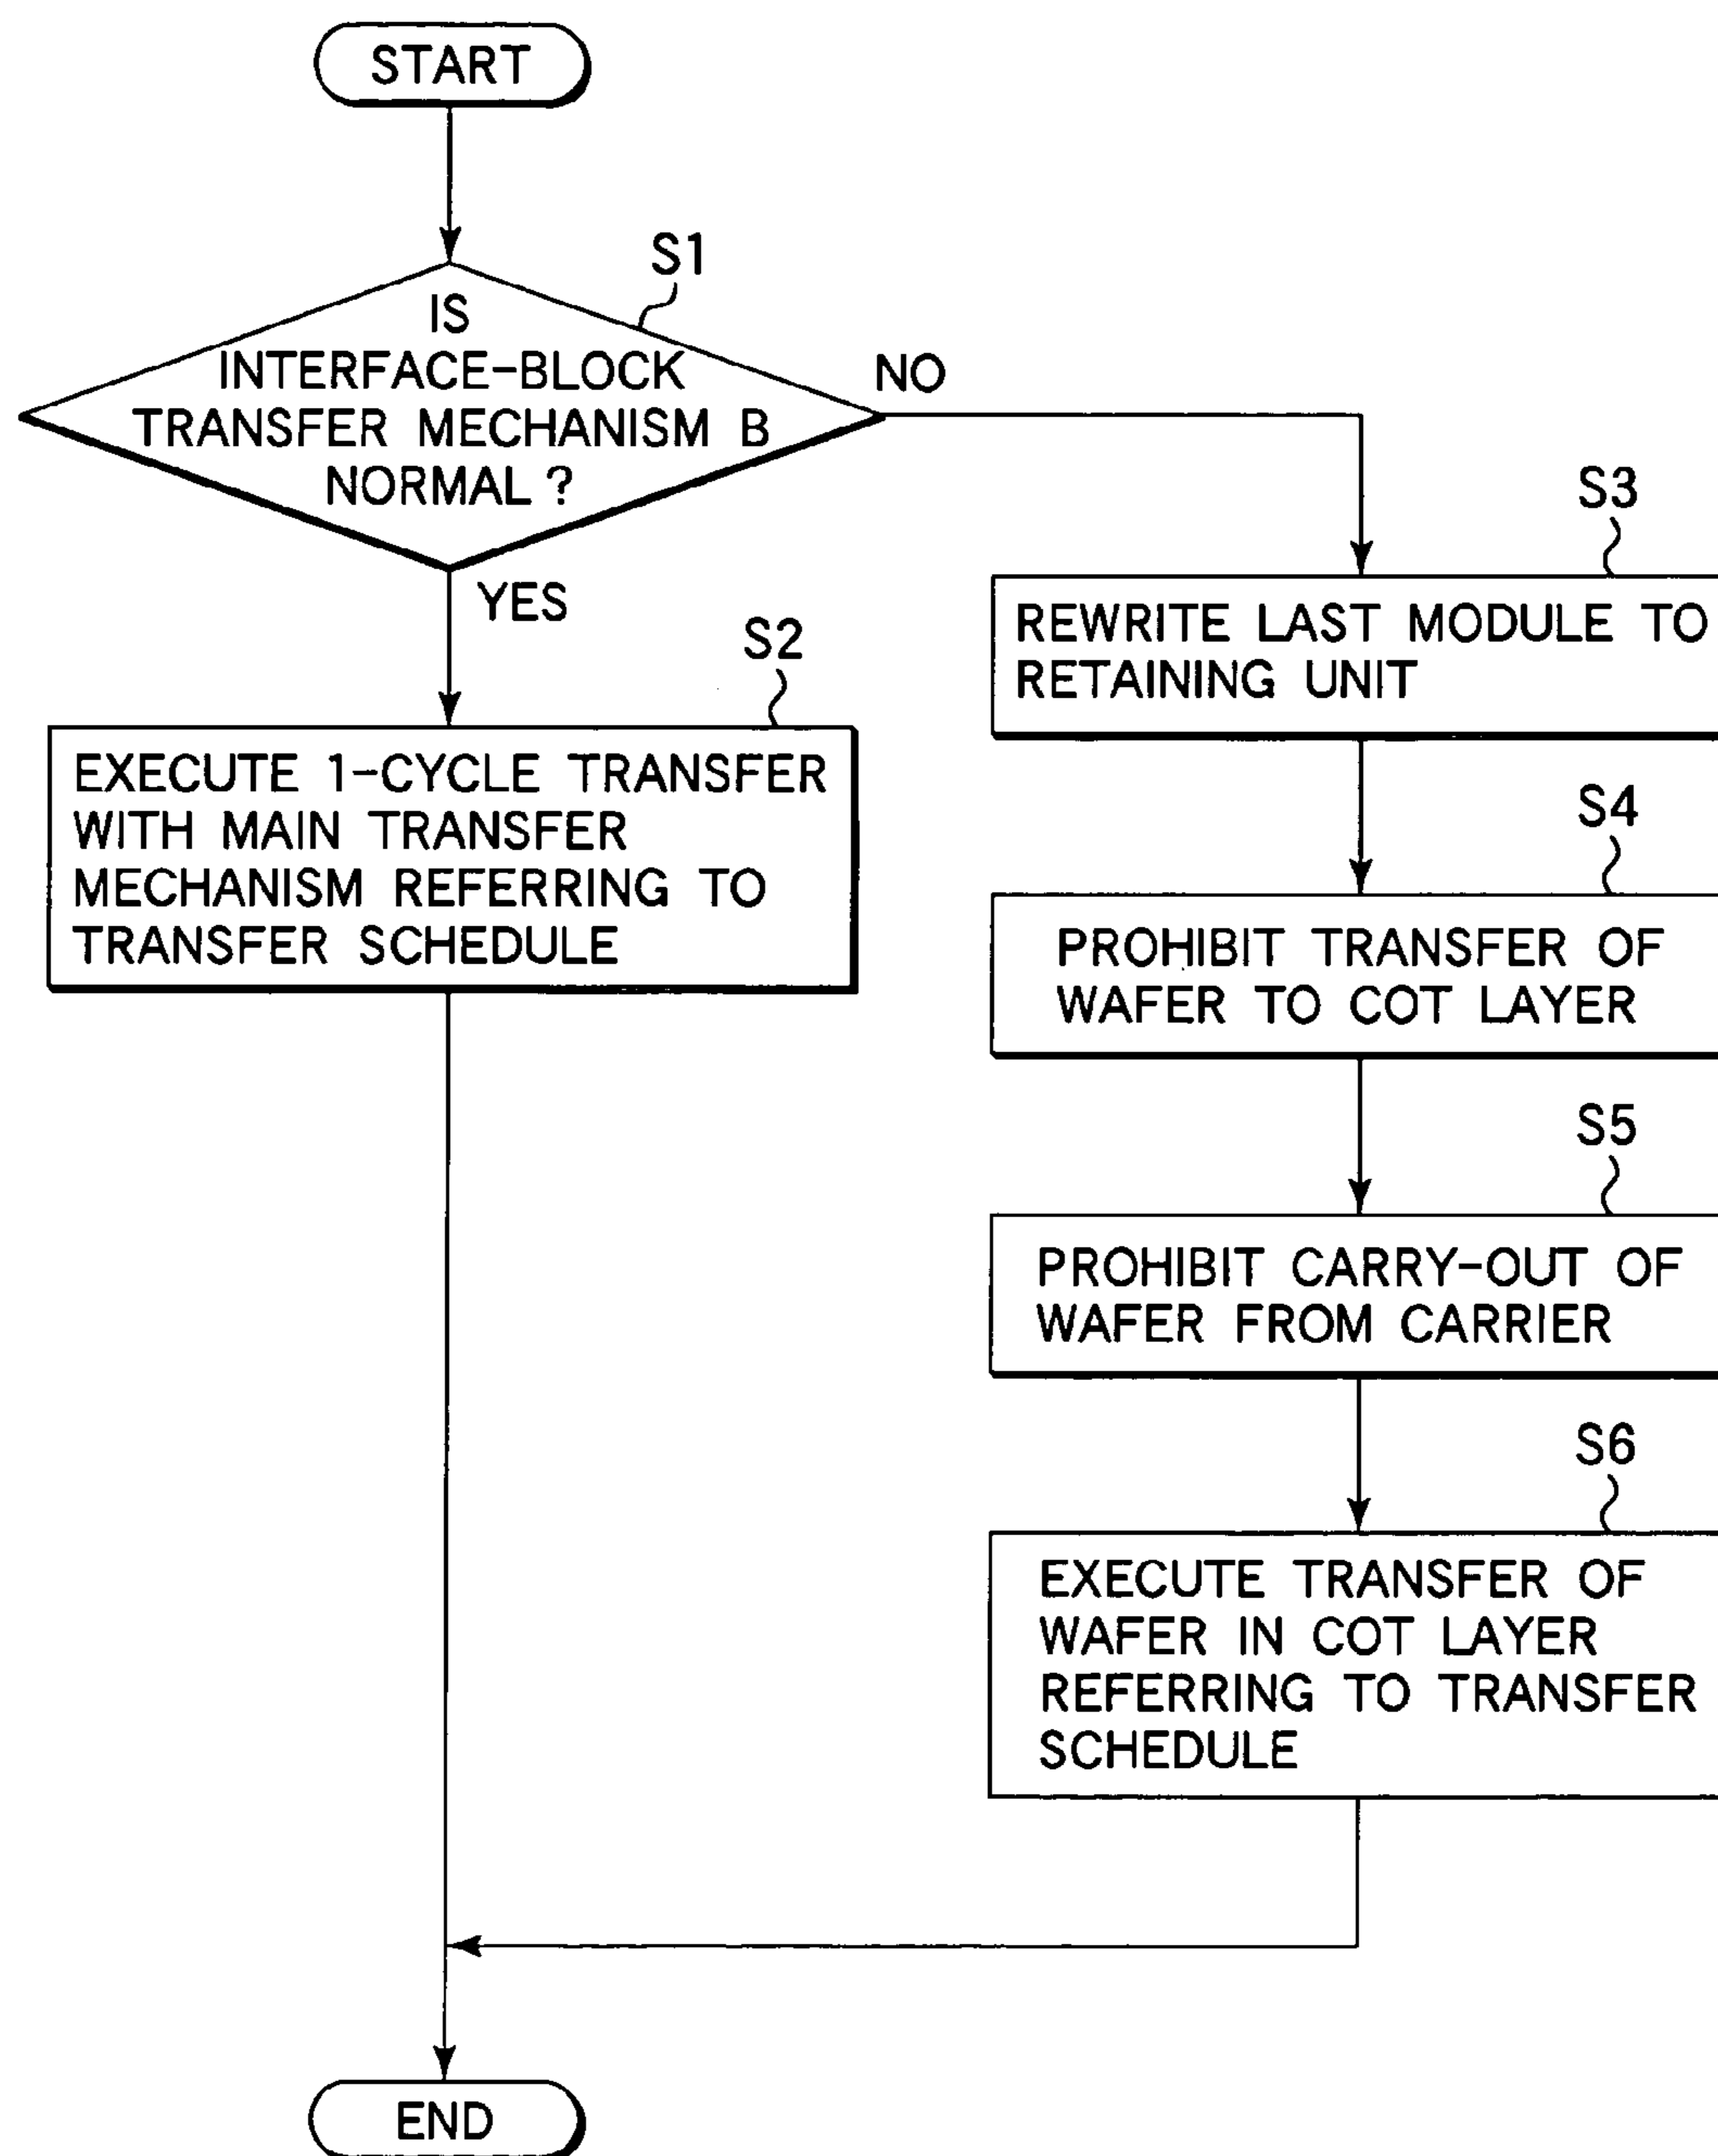 START
S1
IS
INTERFACE-BLOCK
TRANSFER MECHANISM B
NORMAL ?
NO
YES
S2
EXECUTE 1-CYCLE TRANSFER
WITH MAIN TRANSFER
MECHANISM REFERRING TO
TRANSFER SCHEDULE
S3
REWRITE LAST MODULE TO
RETAINING UNIT
S4
PROHIBIT TRANSFER OF
WAFER TO COT LAYER
S5
PROHIBIT CARRY-OUT OF
WAFER FROM CARRIER
S6
EXECUTE TRANSFER OF
WAFER IN COT LAYER
REFERRING TO TRANSFER
SCHEDULE
END